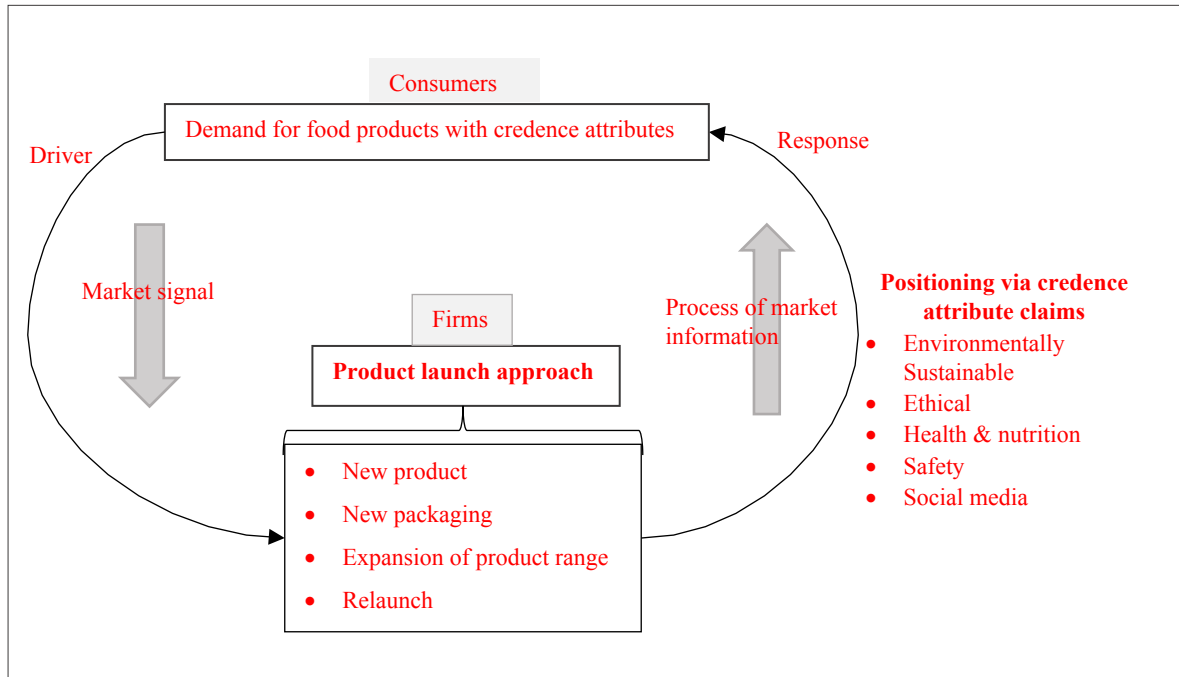 Consumers
Demand for food products with credence attributes
Driver
Response
Market signal
Firms
Product launch approach
• New product
• New packaging
• Expansion of product range
• Relaunch
Process of market
information
Positioning via credence
attribute claims
• Environmentally
Sustainable
• Ethical
• Health & nutrition
• Safety
• Social media